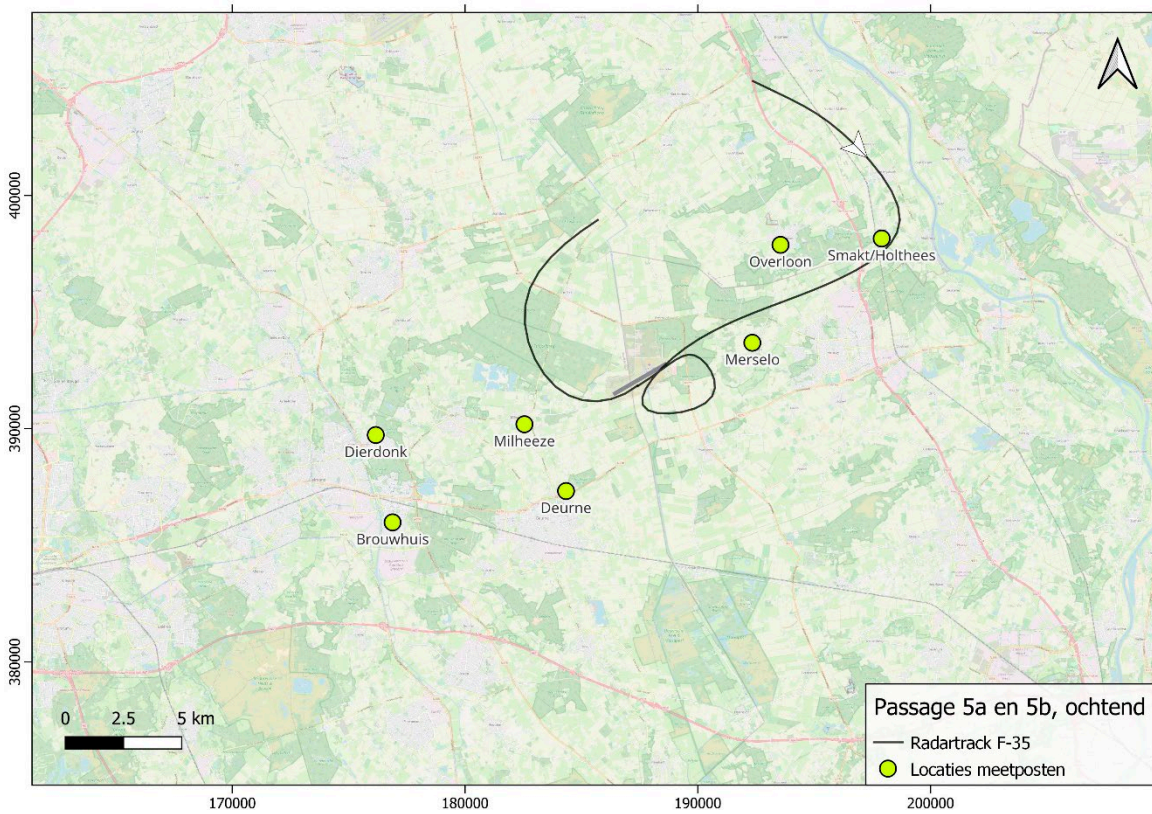 400000
390000
380000
Overloon
Smakt/Holthees
Merselo
Milheeze
Dierdonk
Deurne
Brouwhuis
0 2.5 5 km
Passage 5a en 5b, ochtend
Radartrack F-35
Locaties meetposten
170000 180000 190000 200000